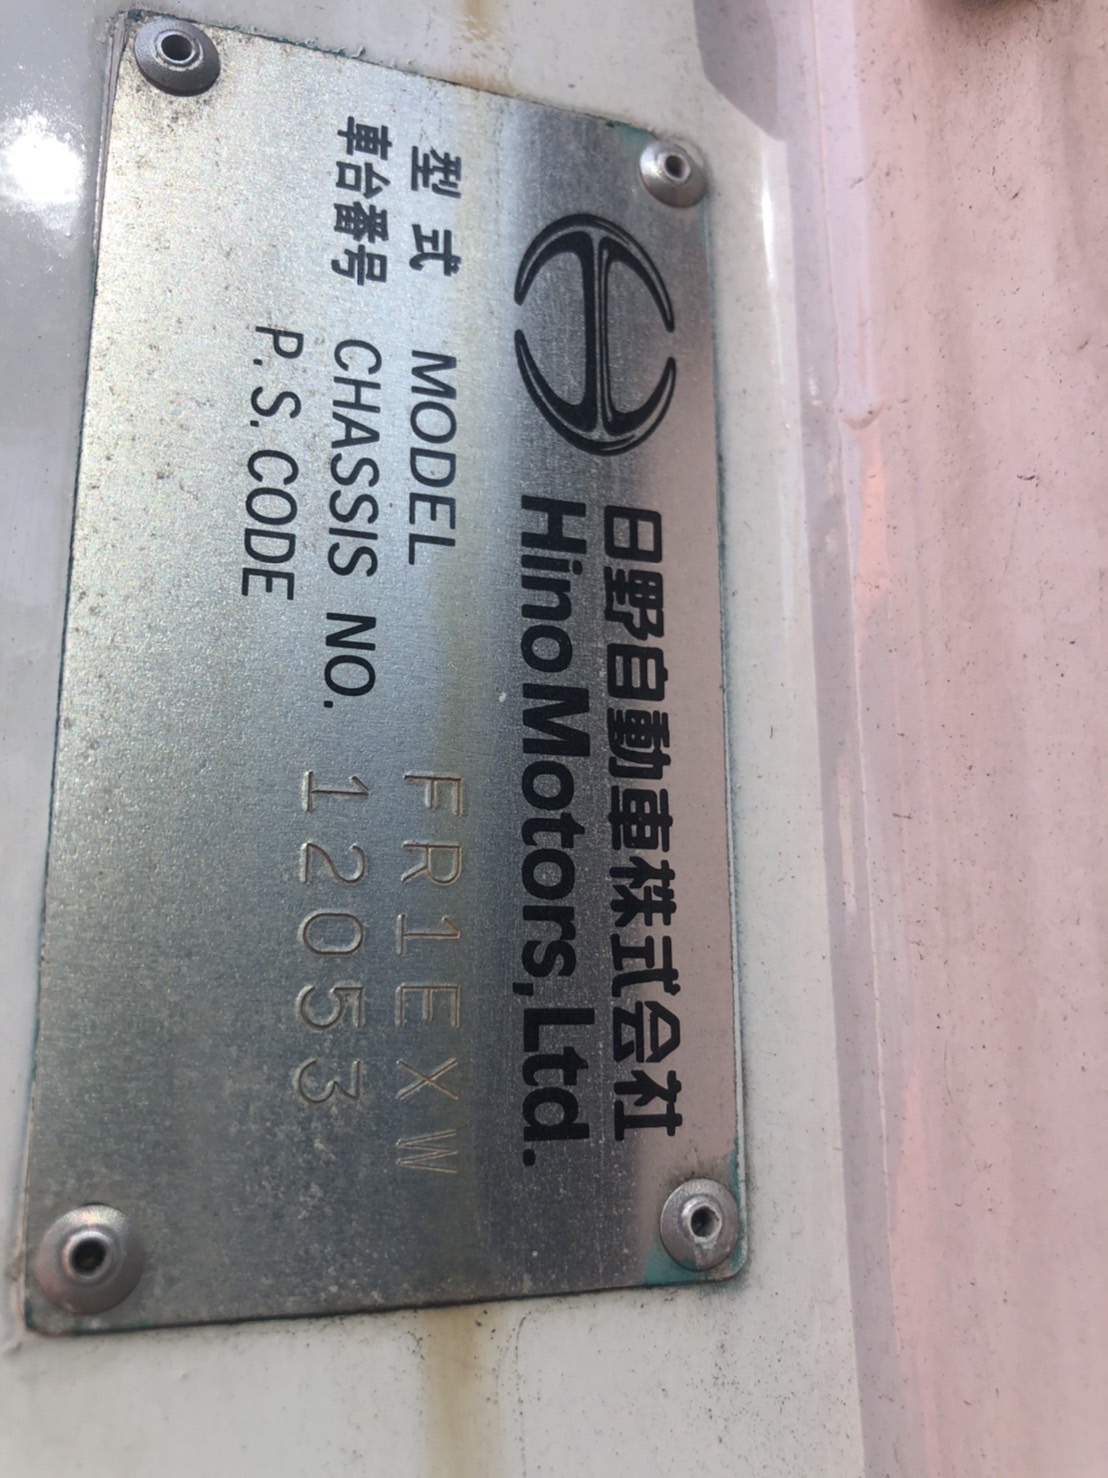 日野自動車株式会社
Hino Motors, Ltd.
型式 MODEL FR1EXW
車台番号 CHASSIS NO. 12053
P. S. CODE